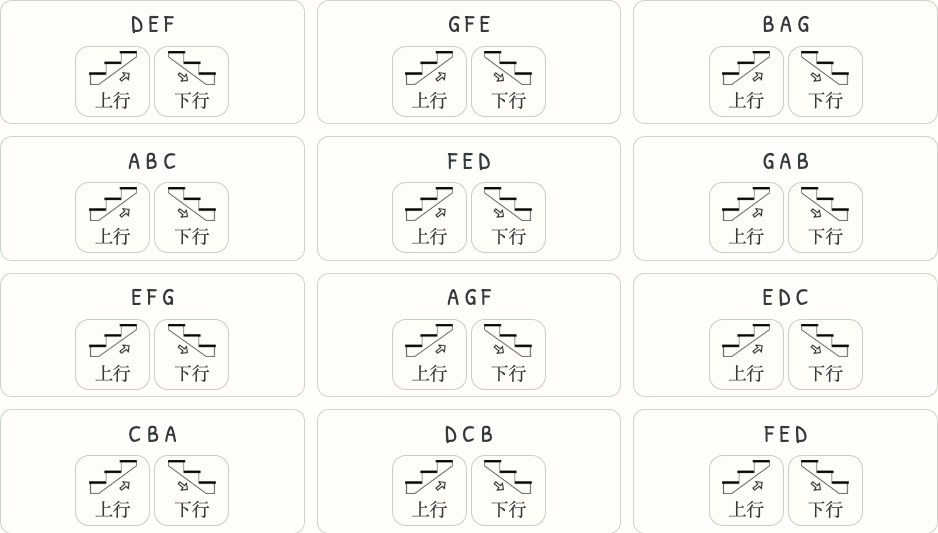 DEF
上行 下行
GFE
上行 下行
BAG
上行 下行
ABC
上行 下行
FED
上行 下行
GAB
上行 下行
EFG
上行 下行
AGF
上行 下行
EDC
上行 下行
CBA
上行 下行
DCB
上行 下行
FED
上行 下行